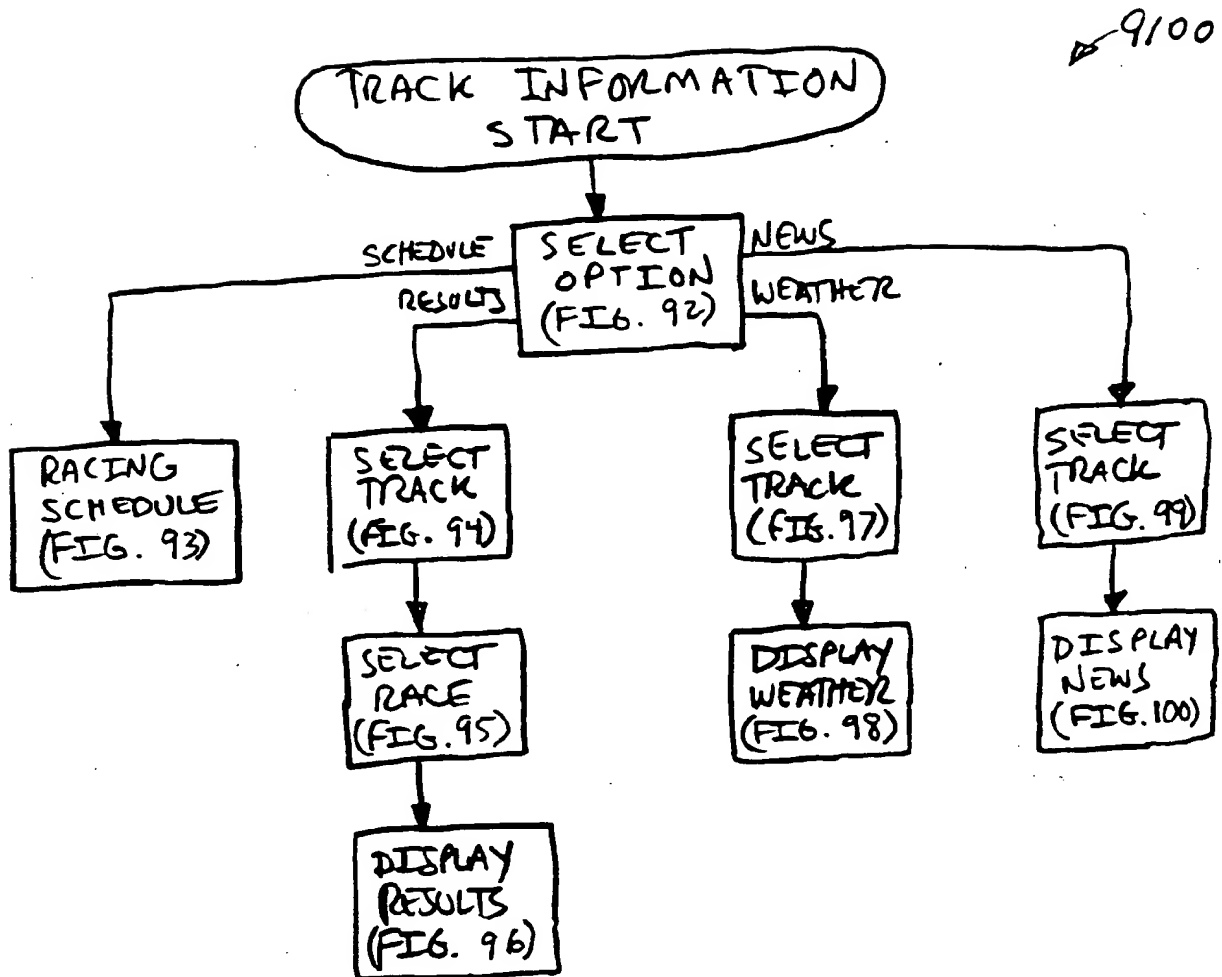 9100
TRACK INFORMATION
START
SCHEDULE
RESULTS
SELECT
OPTION
(FIG. 92)
NEWS
WEATHER
RACING
SCHEDULE
(FIG. 93)
SELECT
TRACK
(FIG. 94)
SELECT
RACE
(FIG. 95)
DISPLAY
RESULTS
(FIG. 96)
SELECT
TRACK
(FIG. 97)
DISPLAY
WEATHER
(FIG. 98)
SELECT
TRACK
(FIG. 99)
DISPLAY
NEWS
(FIG. 100)